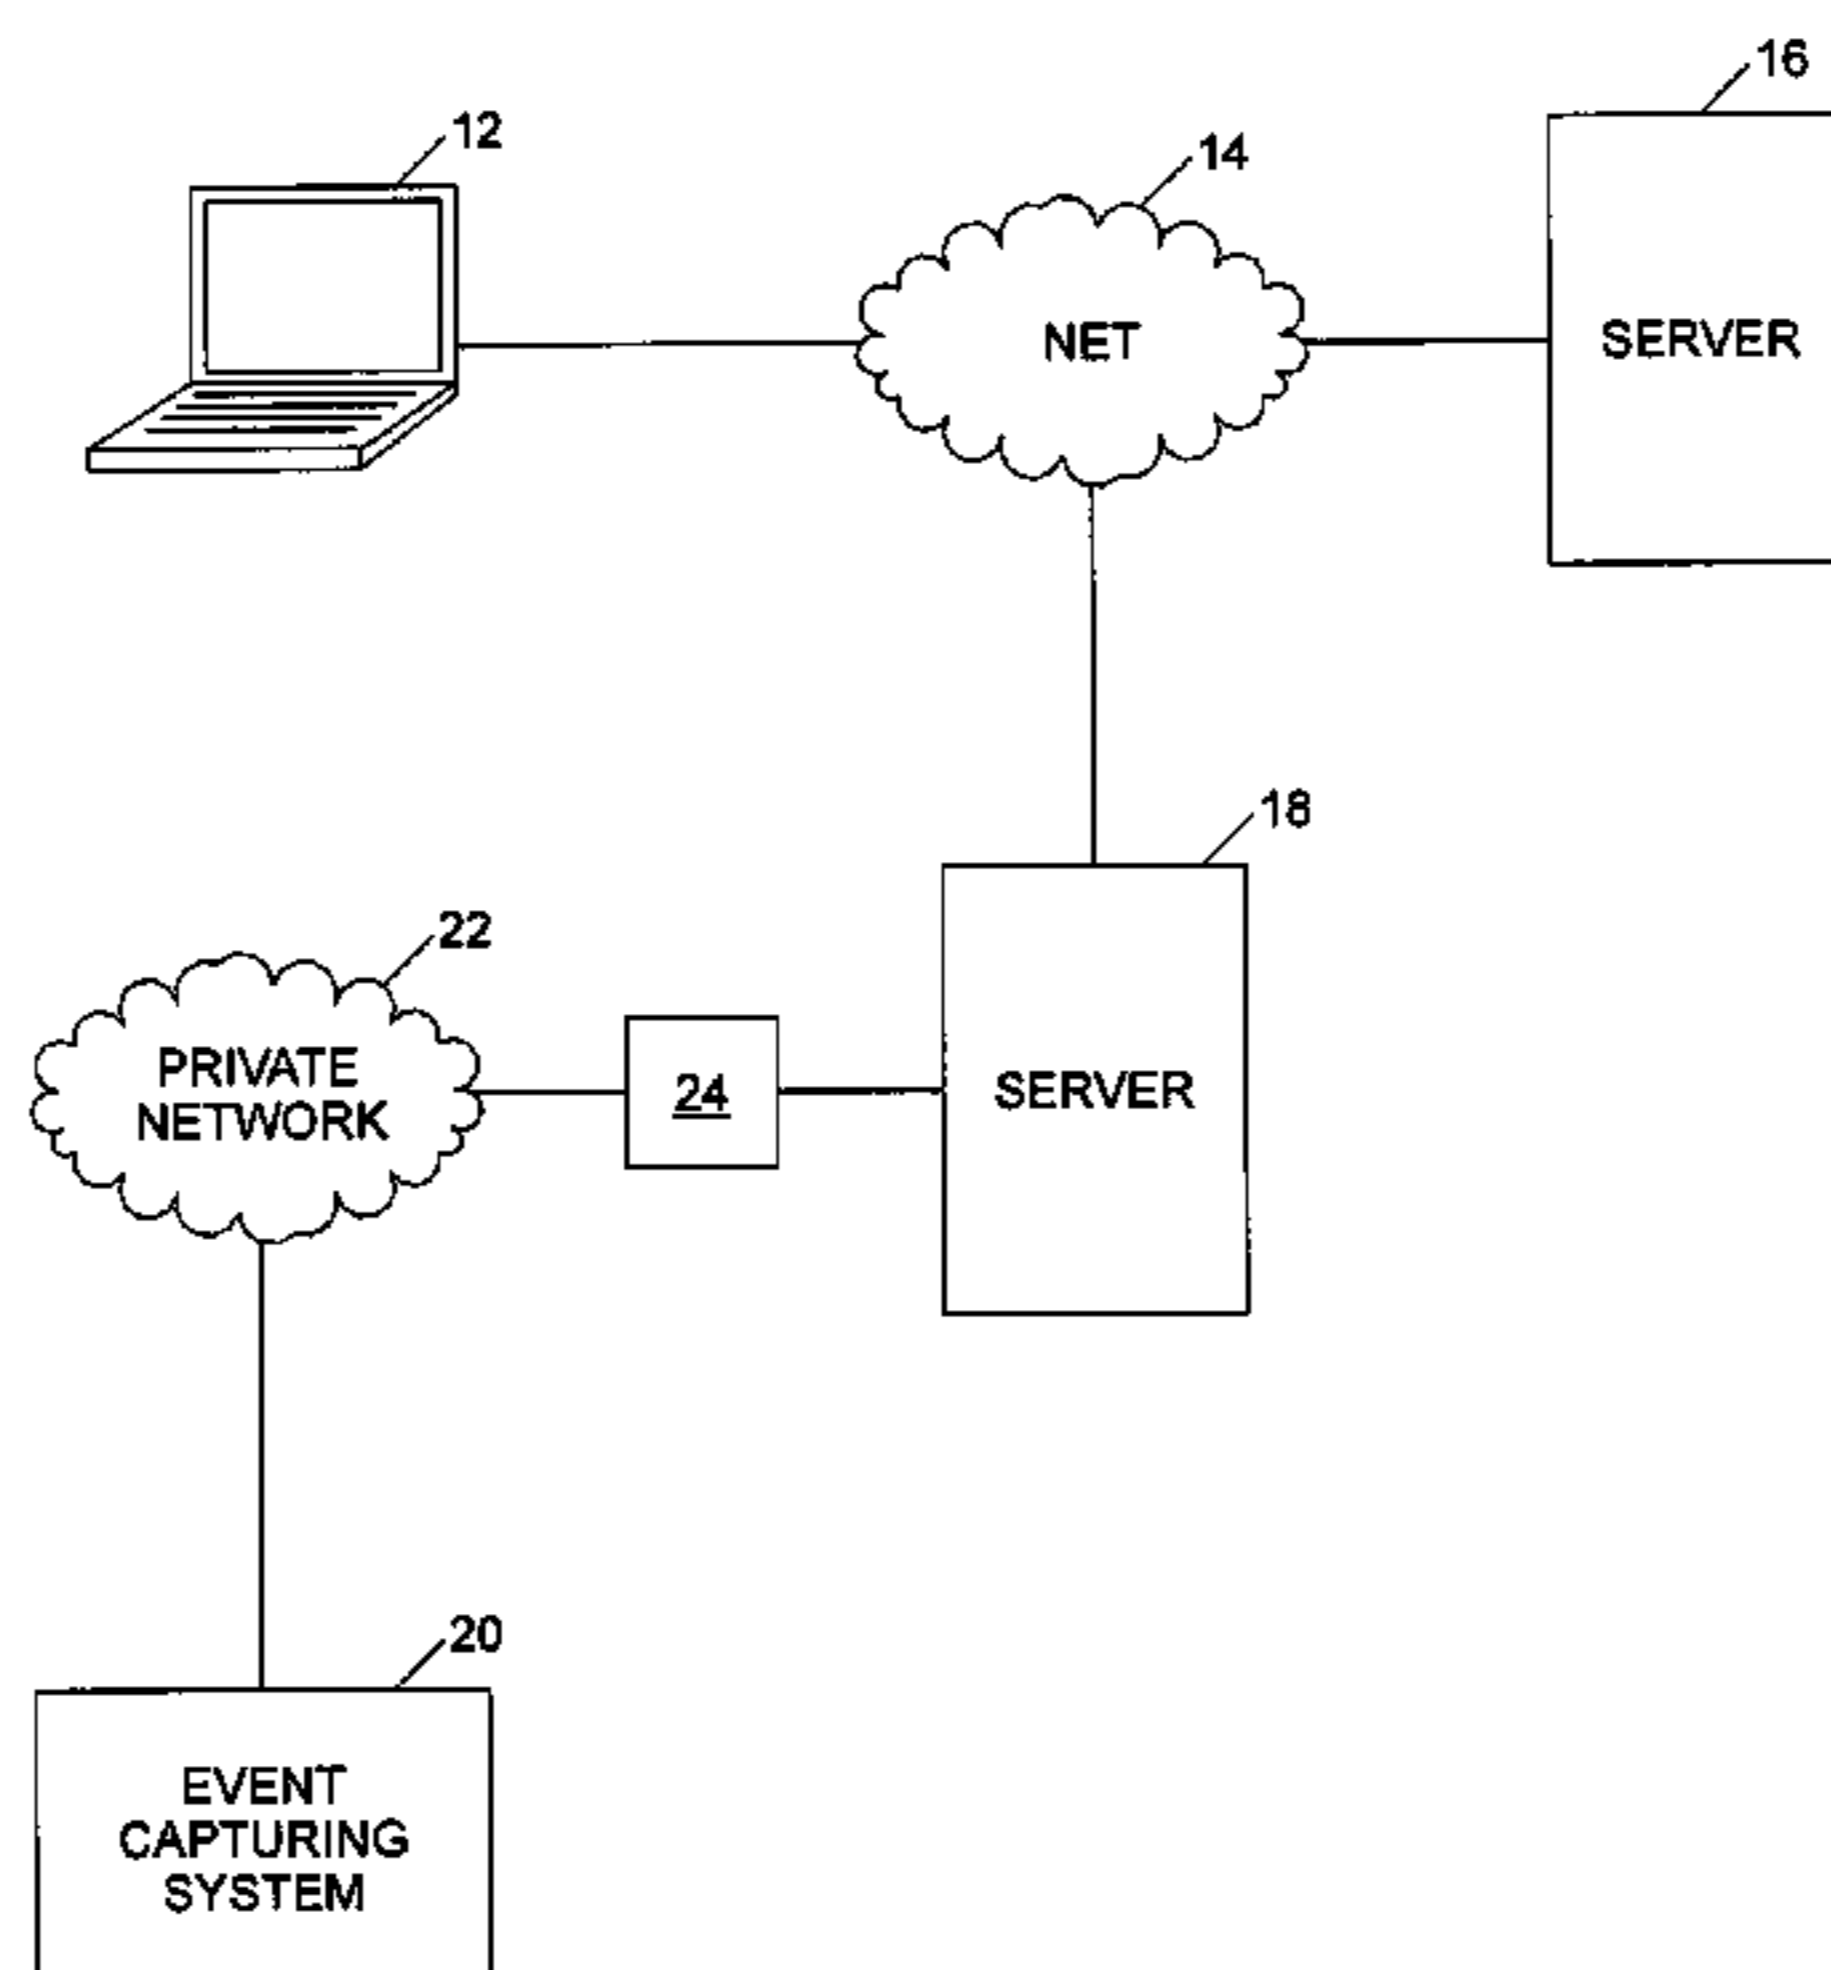 16
12
14
NET
SERVER
18
22
PRIVATE
NETWORK
24
SERVER
20
EVENT
CAPTURING
SYSTEM